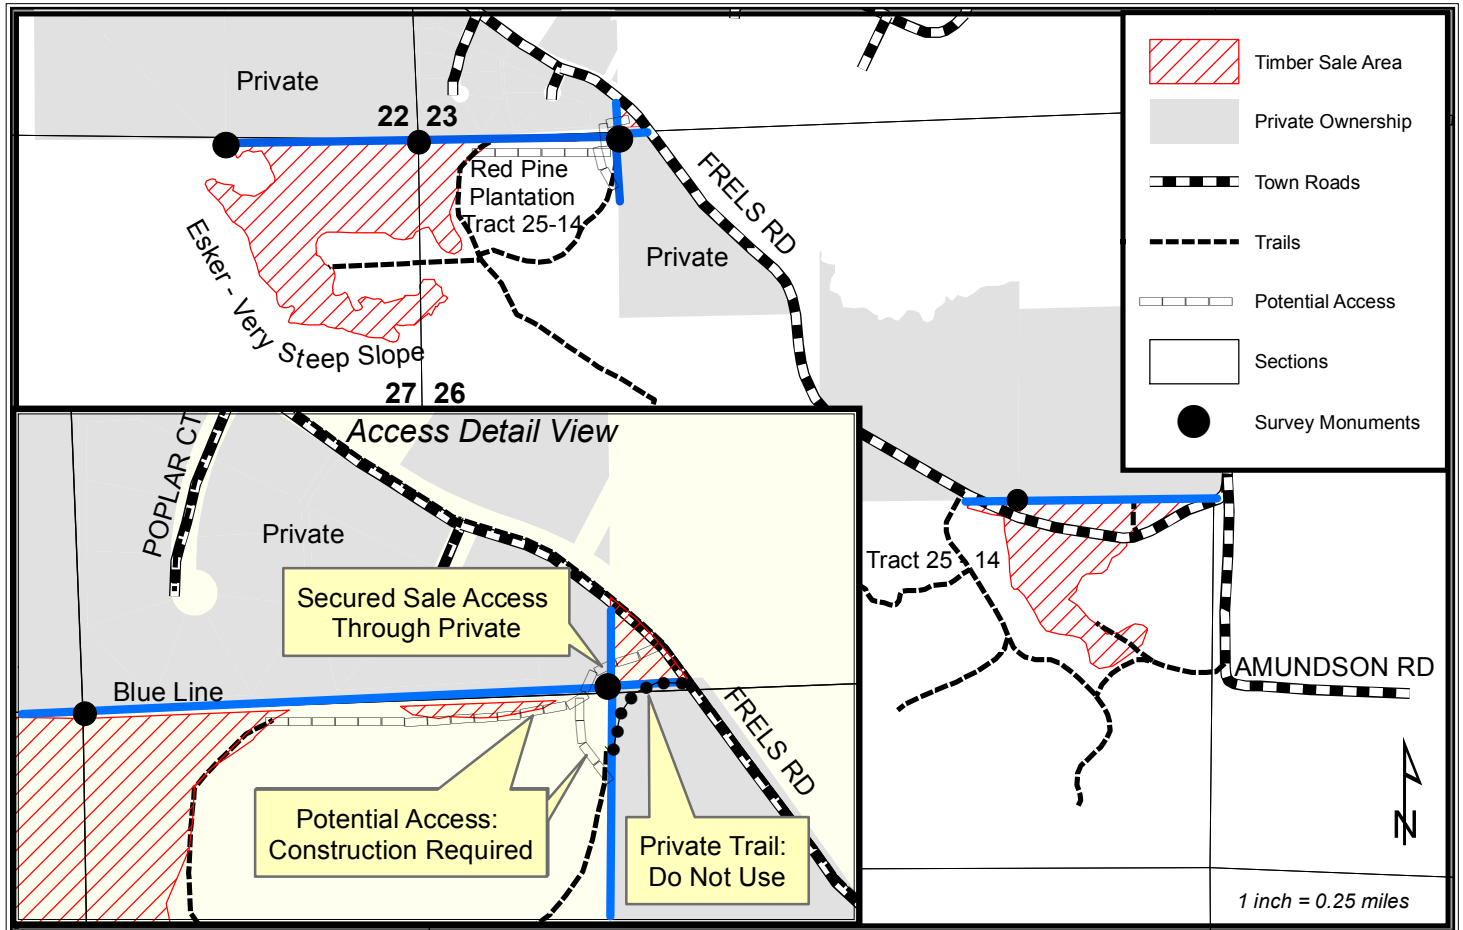 Private
22 23
Red Pine
Plantation
Tract 25-14
FRELS RD
Private
Esker - Very Steep Slope
27 26
Timber Sale Area
Private Ownership
Town Roads
Trails
Potential Access
Sections
Survey Monuments
Access Detail View
POPLAR CT
Private
Secured Sale Access
Through Private
Blue Line
FRELS RD
Potential Access:
Construction Required
Private Trail:
Do Not Use
Tract 25 - 14
AMUNDSON RD
N
1 inch = 0.25 miles